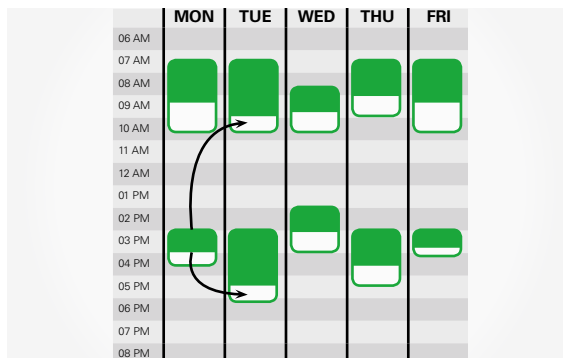 MON TUE WED THU FRI
06 AM
07 AM
08 AM
09 AM
10 AM
11 AM
12 AM
01 PM
02 PM
03 PM
04 PM
05 PM
06 PM
07 PM
08 PM